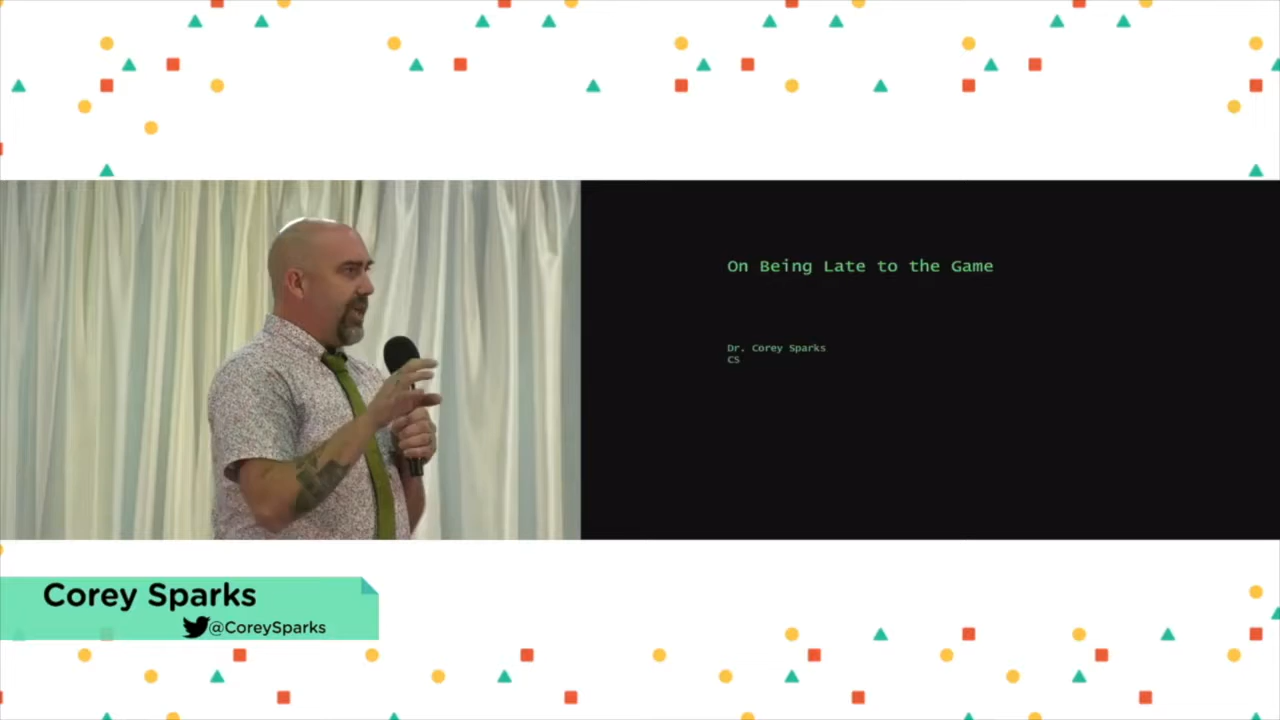 On Being Late to the Game
Dr. Corey Sparks
CS
Corey Sparks
@CoreySparks